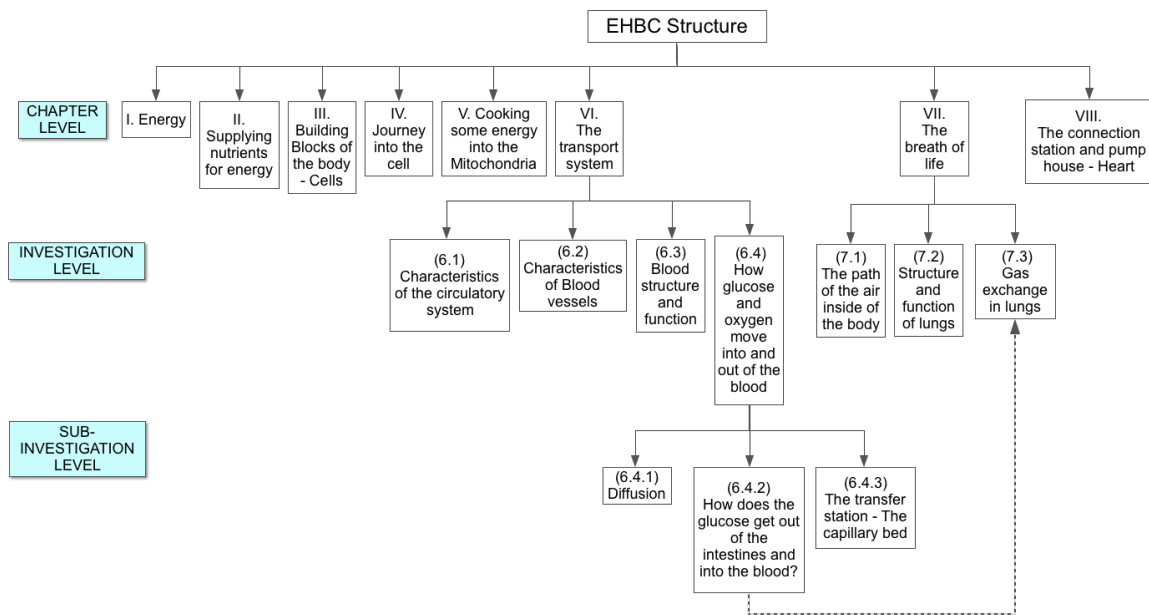 EHBC Structure
CHAPTER
LEVEL
I. Energy
II.
Supplying
nutrients
for energy
III.
Building
Blocks of
the body
- Cells
IV.
Journey
into the
cell
V. Cooking
some energy
into the
Mitochondria
VI.
The
transport
system
VII.
The
breath of
life
VIII.
The connection
station and pump
house - Heart
INVESTIGATION
LEVEL
(6.1)
Characteristics
of the circulatory
system
(6.2)
Characteristics
of Blood
vessels
(6.3)
Blood
structure
and
function
(6.4)
How
glucose
and
oxygen
move
into and
out of the
blood
(7.1)
The path
of the air
inside of
the body
(7.2)
Structure
and
function
of lungs
(7.3)
Gas
exchange
in lungs
SUB-
INVESTIGATION
LEVEL
(6.4.1)
Diffusion
(6.4.2)
How does the
glucose get out
of the
intestines and
into the blood?
(6.4.3)
The transfer
station - The
capillary bed